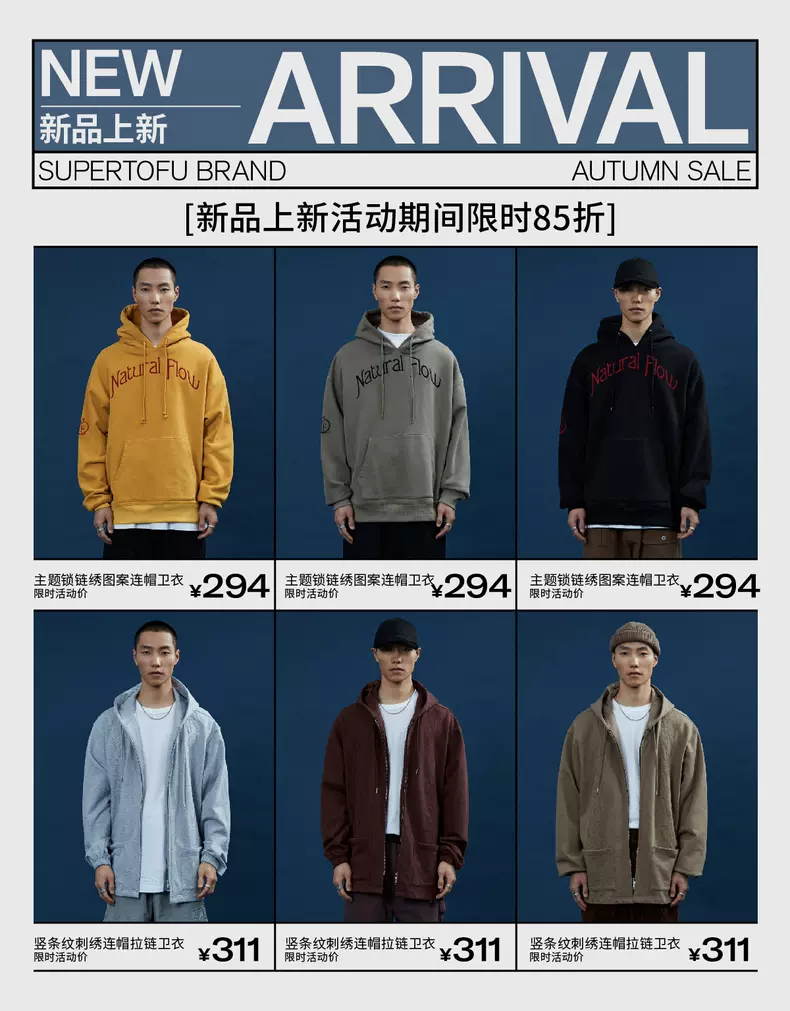 NEW
新品上新
ARRIVAL
SUPERTOFU BRAND
AUTUMN SALE
[新品上新活动期间限时85折]
Natural Flow
Natural Flow
Natural Flow
主题锁链绣图案连帽卫衣
限时活动价
¥294
主题锁链绣图案连帽卫衣
限时活动价
¥294
主题锁链绣图案连帽卫衣
限时活动价
¥294
竖条纹刺绣连帽拉链卫衣
限时活动价
¥311
竖条纹刺绣连帽拉链卫衣
限时活动价
¥311
竖条纹刺绣连帽拉链卫衣
限时活动价
¥311